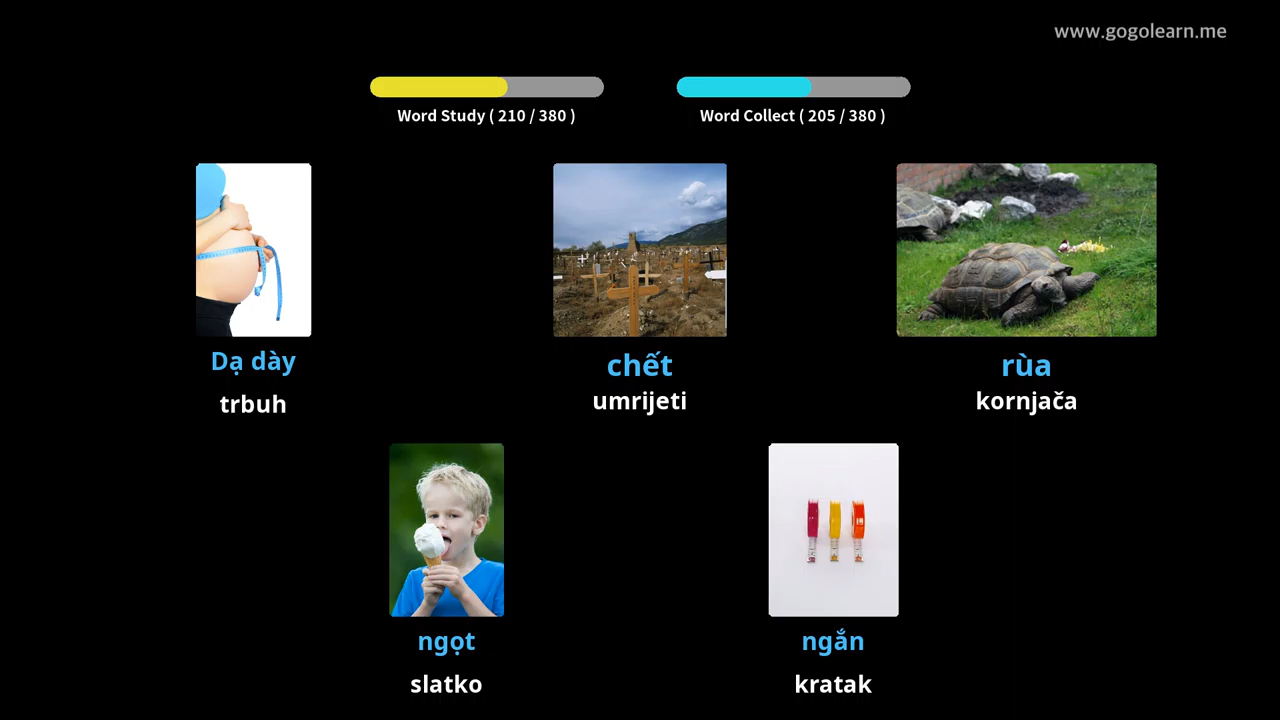 www.gogolearn.me
Word Study ( 210 / 380 )
Word Collect ( 205 / 380 )
Dạ dày
trbuh
chết
umrijeti
rùa
kornjača
ngọt
slatko
ngắn
kratak